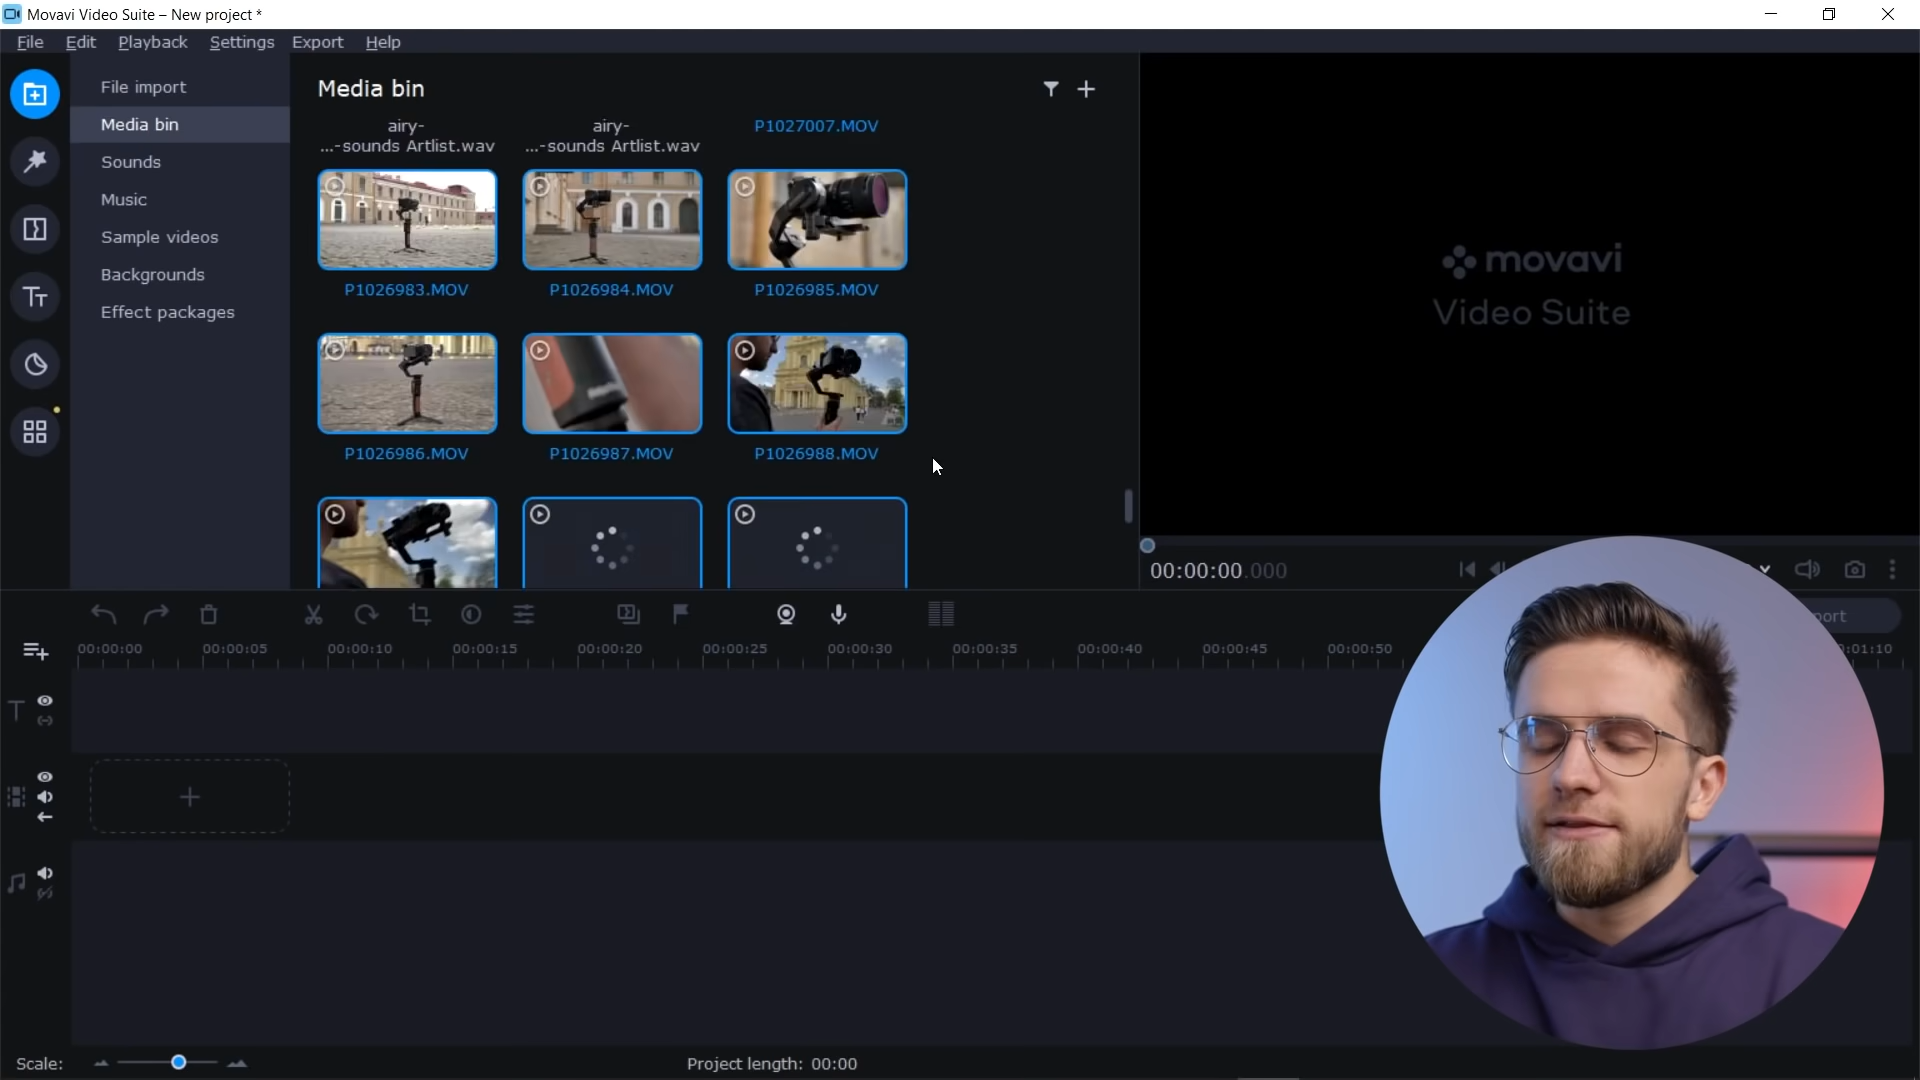 Movavi Video Suite – New project *
File Edit Playback Settings Export Help
File import
Media bin
Sounds
Music
Sample videos
Backgrounds
Effect packages
Media bin
airy-
...-sounds Artlist.wav
airy-
...-sounds Artlist.wav
P1027007.MOV
P1026983.MOV
P1026984.MOV
P1026985.MOV
P1026986.MOV
P1026987.MOV
P1026988.MOV
movavi
Video Suite
00:00:00.000
port
00:00:00 00:00:05 00:00:10 00:00:15 00:00:20 00:00:25 00:00:30 00:00:35 00:00:40 00:00:45 00:00:50 0:01:10
Scale:
Project length: 00:00